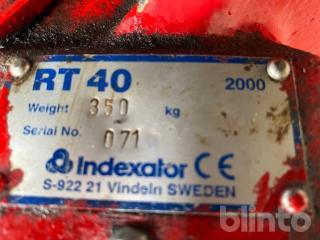 RT 40 2000
Weight 350 kg
Serial No. 071
Indexator CE
S-922 21 Vindeln SWEDEN
blinto